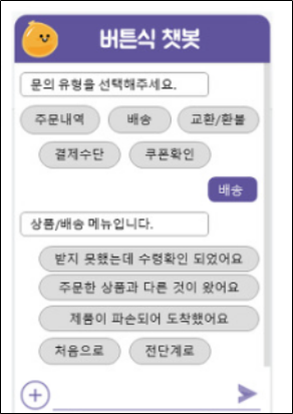 버튼식 챗봇
문의 유형을 선택해주세요.
주문내역 배송 교환/환불
결제수단 쿠폰확인
배송
상품/배송 메뉴입니다.
받지 못했는데 수령확인 되었어요
주문한 상품과 다른 것이 왔어요
제품이 파손되어 도착했어요
처음으로 전단계로